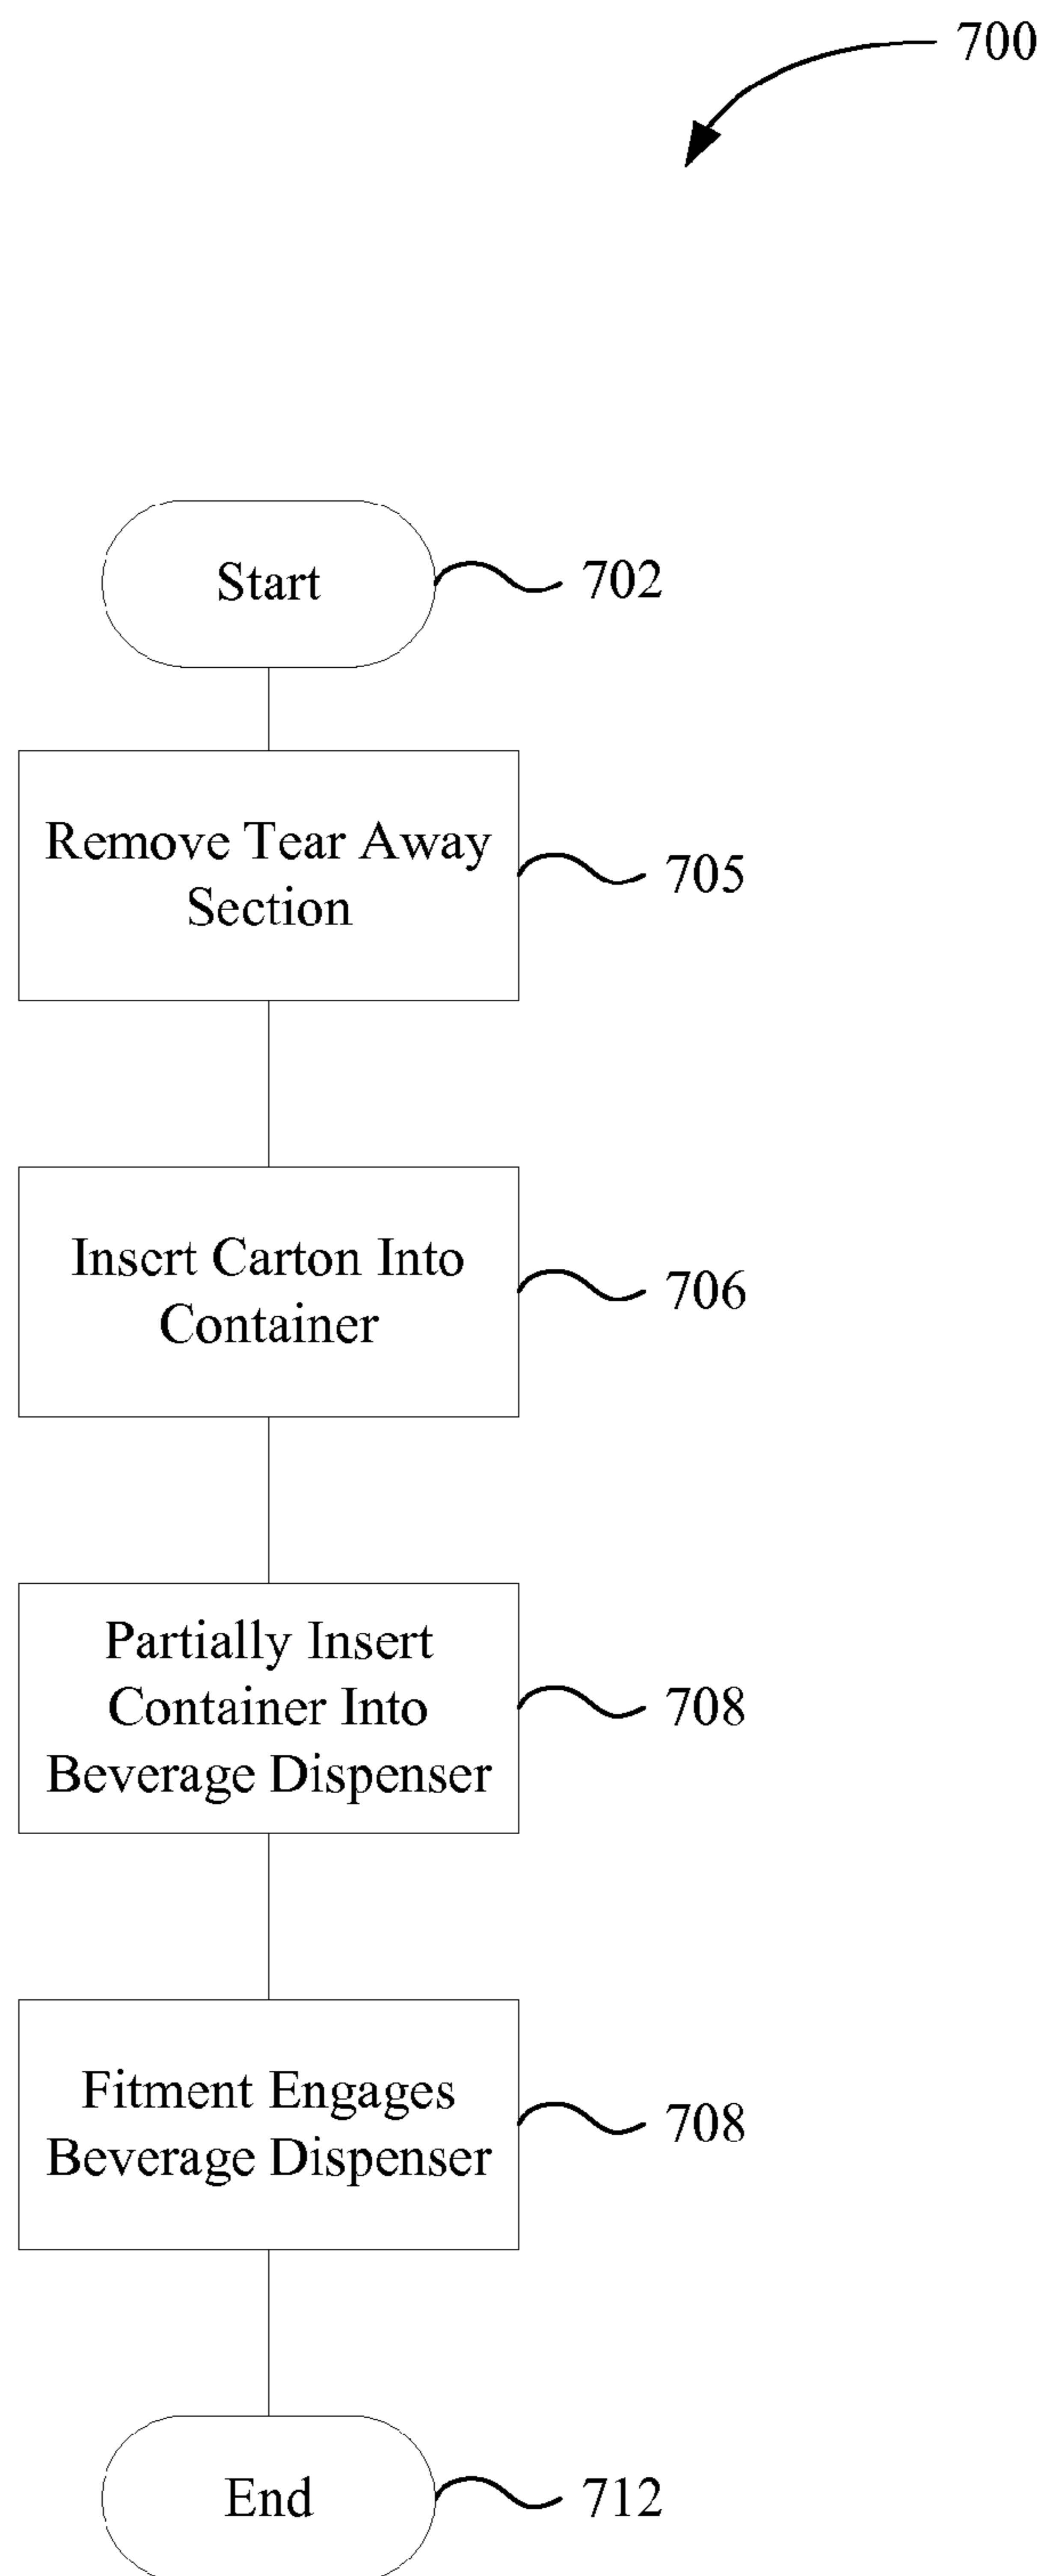 700
Start
702
Remove Tear Away
Section
705
Insert Carton Into
Container
706
Partially Insert
Container Into
Beverage Dispenser
708
Fitment Engages
Beverage Dispenser
708
End
712